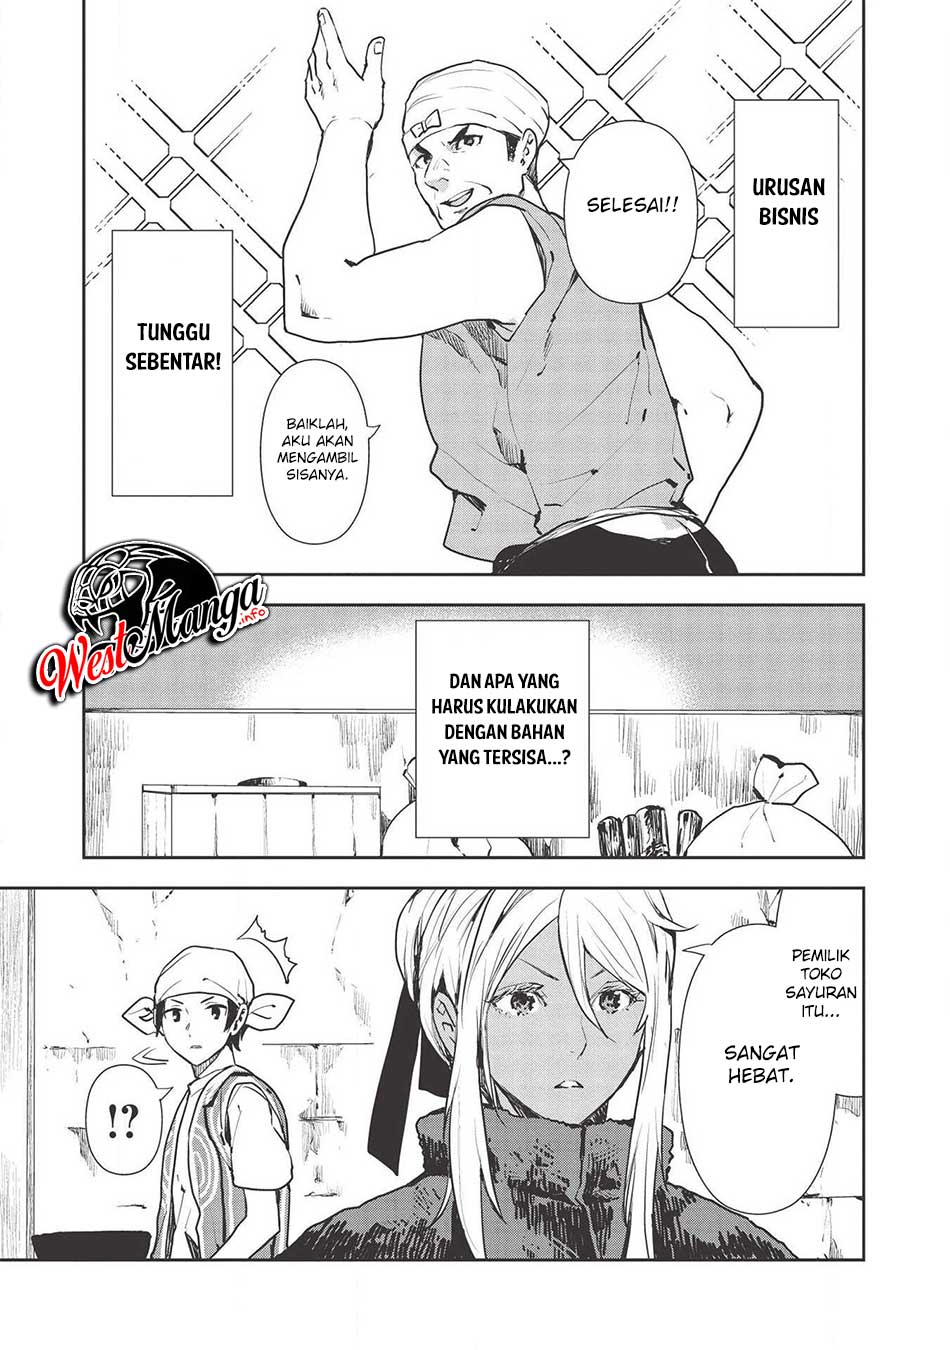 URUSAN
BISNIS
SELESAI!!
TUNGGU
SEBENTAR!
BAIKLAH,
AKU AKAN
MENGAMBIL
SISANYA.
WestManga
.info
DAN APA YANG
HARUS KULAKUKAN
DENGAN BAHAN
YANG TERSISA...?
PEMILIK
TOKO
SAYURAN
ITU...
SANGAT
HEBAT.
!?